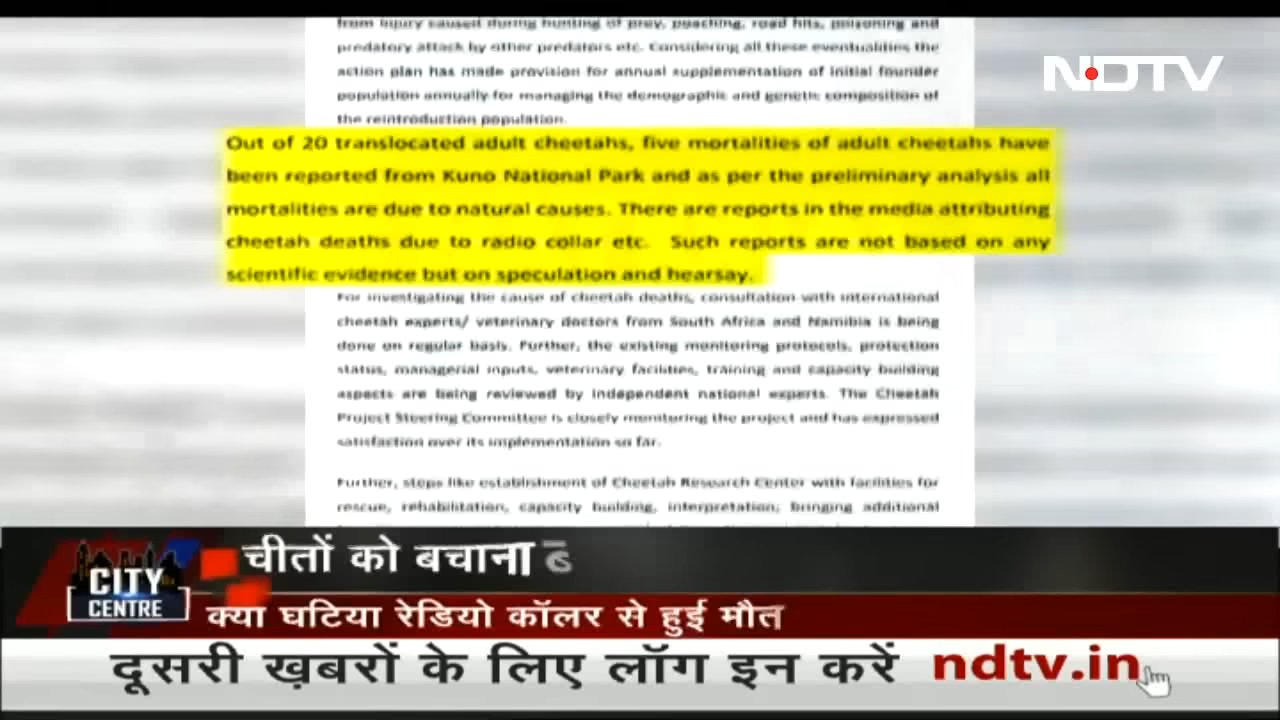 from injury caused during hunting of prey, poaching, road hits, poisoning and
predatory attack by other predators etc. Considering all these eventualities the
action plan has made provision for annual supplementation of initial founder
population annually for managing the demographic and genetic composition of
the reintroduction population.
NDTV
Out of 20 translocated adult cheetahs, five mortalities of adult cheetahs have
been reported from Kuno National Park and as per the preliminary analysis all
mortalities are due to natural causes. There are reports in the media attributing
cheetah deaths due to radio collar etc. Such reports are not based on any
scientific evidence but on speculation and hearsay.
For investigating the cause of cheetah deaths, consultation with international
cheetah experts/ veterinary doctors from South Africa and Namibia is being
done on regular basis. Further, the existing monitoring protocols, protection
status, managerial inputs, veterinary facilities, training and capacity building
aspects are being reviewed by independent national experts. The Cheetah
Project Steering Committee is closely monitoring the project and has expressed
satisfaction over its implementation so far.
Further, steps like establishment of Cheetah Research Center with facilities for
rescue, rehabilitation, capacity building, interpretation, bringing additional
CITY
CENTRE
चीतों को बचाना
क्या घटिया रेडियो कॉलर से हुई मौत
दूसरी ख़बरों के लिए लॉग इन करें ndtv.in